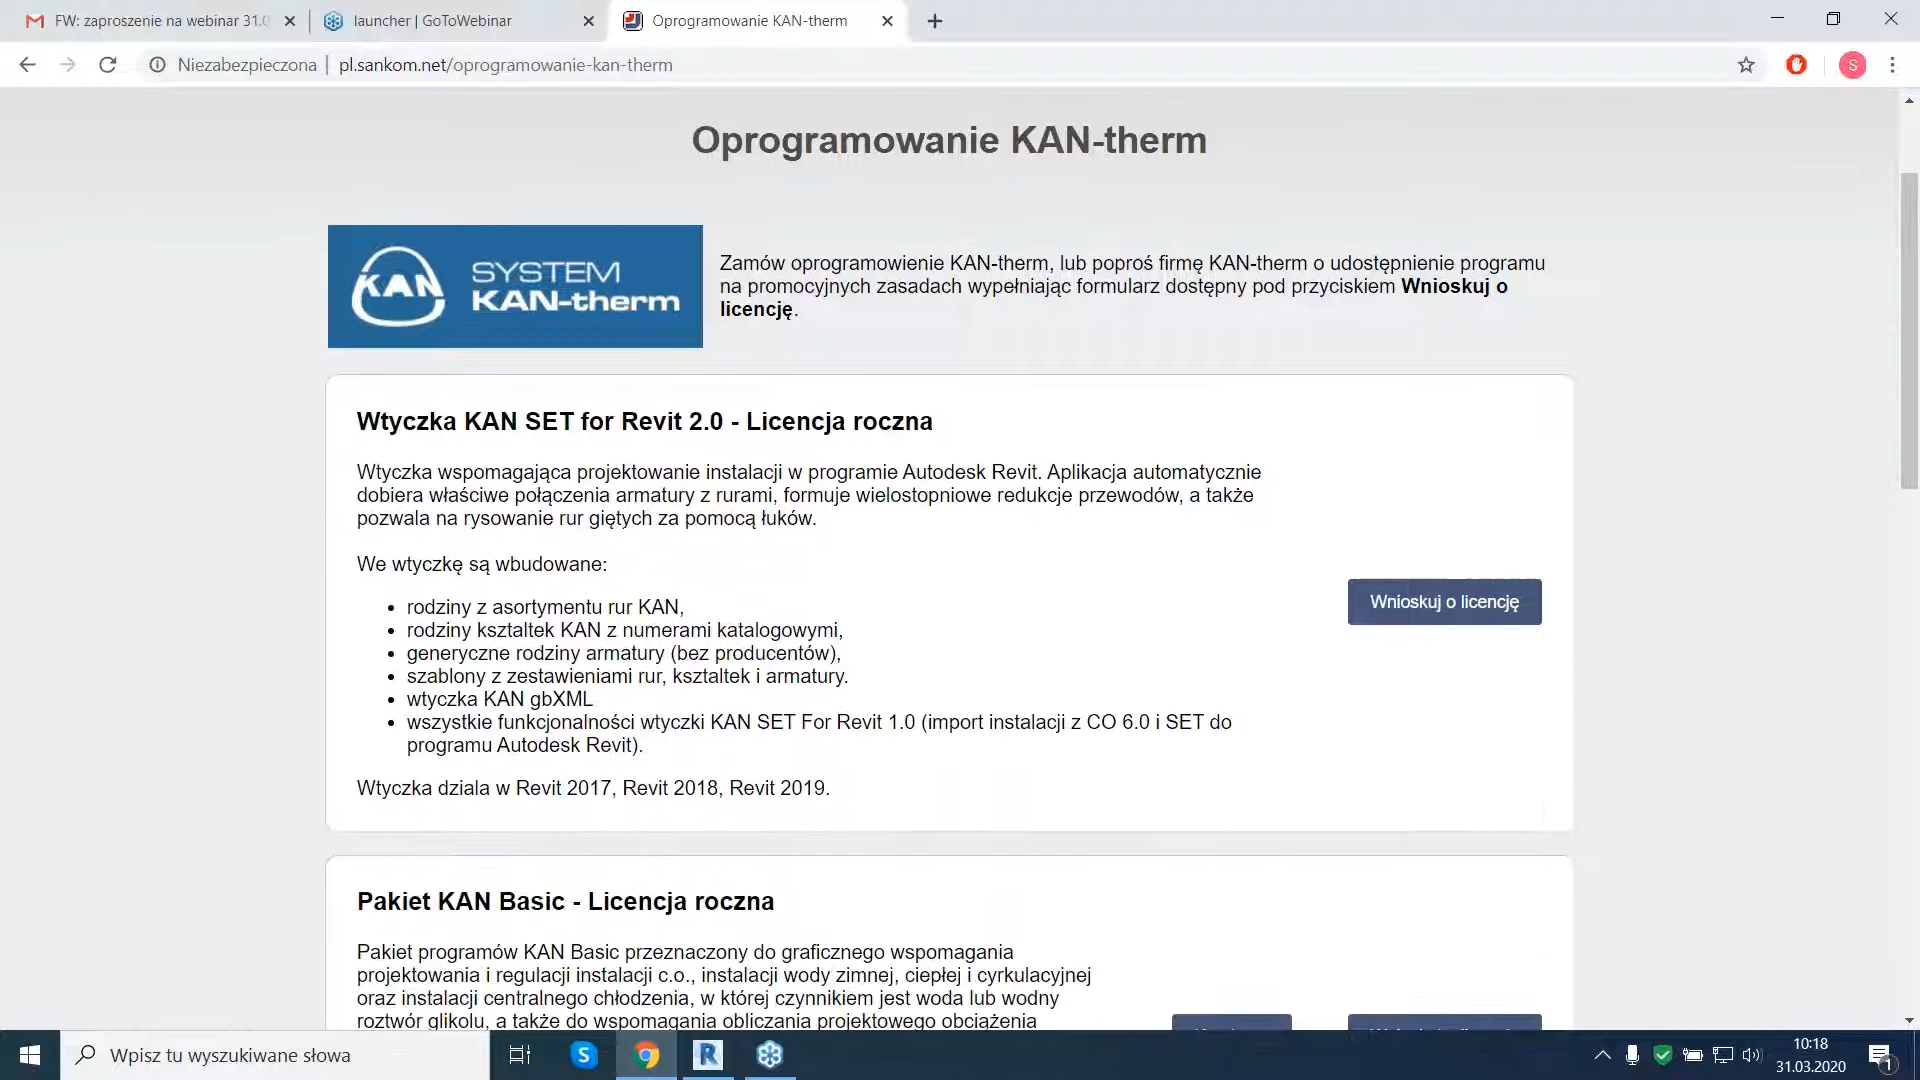 FW: zaproszenie na webinar 31.0
launcher | GoToWebinar
Oprogramowanie KAN-therm
Niezabezpieczona
pl.sankom.net/oprogramowanie-kan-therm
S
Oprogramowanie KAN-therm
KAN
SYSTEM
KAN-therm
Zamów oprogramowienie KAN-therm, lub poproś firmę KAN-therm o udostępnienie programu
na promocyjnych zasadach wypełniając formularz dostępny pod przyciskiem Wnioskuj o
licencję.
Wtyczka KAN SET for Revit 2.0 - Licencja roczna
Wtyczka wspomagająca projektowanie instalacji w programie Autodesk Revit. Aplikacja automatycznie
dobiera właściwe połączenia armatury z rurami, formuje wielostopniowe redukcje przewodów, a także
pozwala na rysowanie rur giętych za pomocą łuków.
We wtyczkę są wbudowane:
• rodziny z asortymentu rur KAN,
• rodziny kształtek KAN z numerami katalogowymi,
• generyczne rodziny armatury (bez producentów),
• szablony z zestawieniami rur, kształtek i armatury.
• wtyczka KAN gbXML
• wszystkie funkcjonalności wtyczki KAN SET For Revit 1.0 (import instalacji z CO 6.0 i SET do
programu Autodesk Revit).
Wtyczka dziala w Revit 2017, Revit 2018, Revit 2019.
Wnioskuj o licencję
Pakiet KAN Basic - Licencja roczna
Pakiet programów KAN Basic przeznaczony do graficznego wspomagania
projektowania i regulacji instalacji c.o., instalacji wody zimnej, ciepłej i cyrkulacyjnej
oraz instalacji centralnego chłodzenia, w której czynnikiem jest woda lub wodny
roztwór glikolu, a także do wspomagania obliczania projektowego obciążenia
Wpisz tu wyszukiwane słowa
S
R
10:18
31.03.2020
1